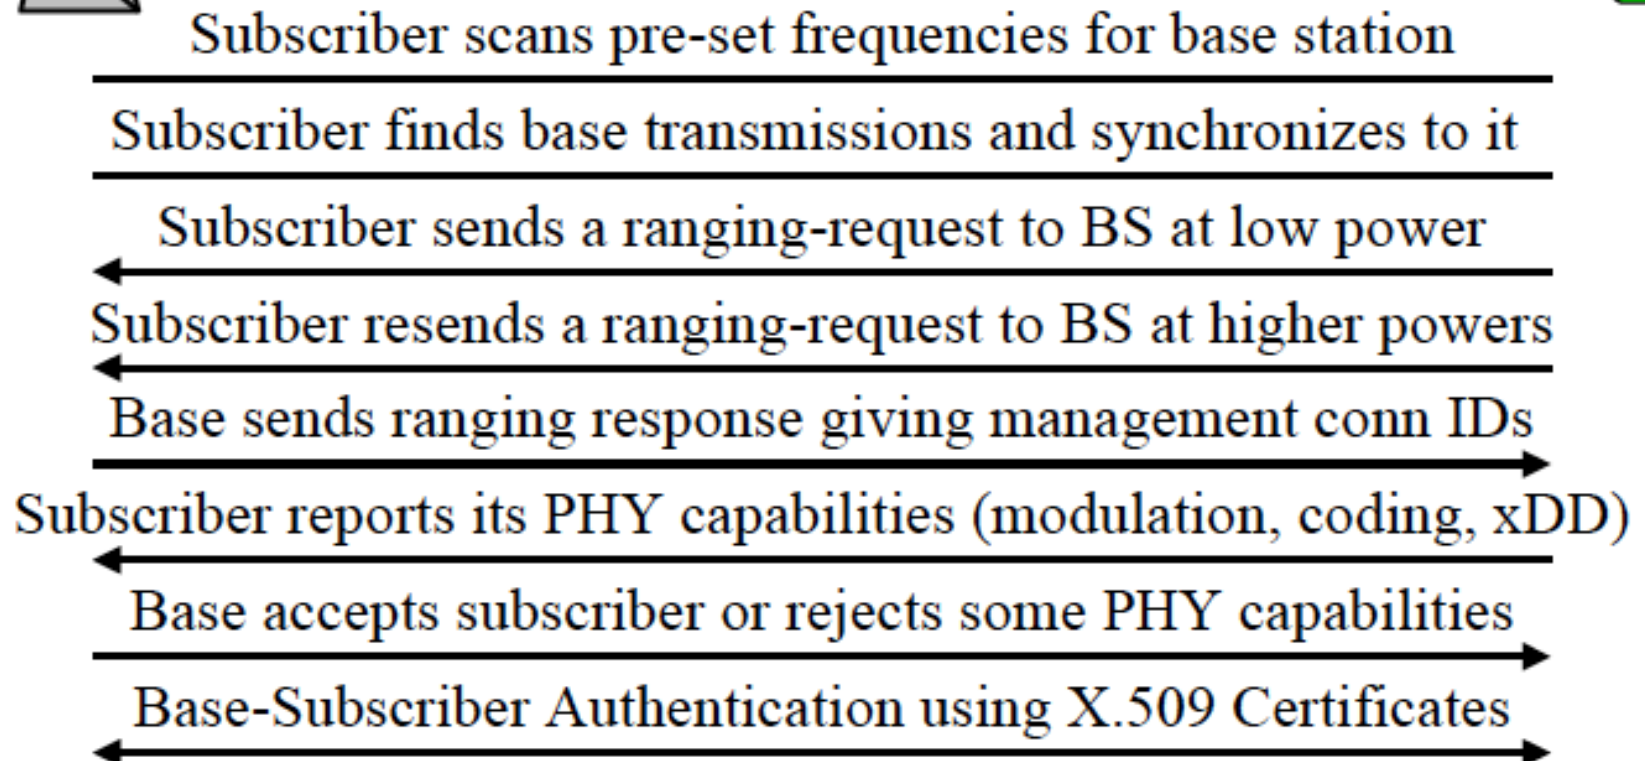 Subscriber scans pre-set frequencies for base station
Subscriber finds base transmissions and synchronizes to it
Subscriber sends a ranging-request to BS at low power
Subscriber resends a ranging-request to BS at higher powers
Base sends ranging response giving management conn IDs
Subscriber reports its PHY capabilities (modulation, coding, xDD)
Base accepts subscriber or rejects some PHY capabilities
Base-Subscriber Authentication using X.509 Certificates